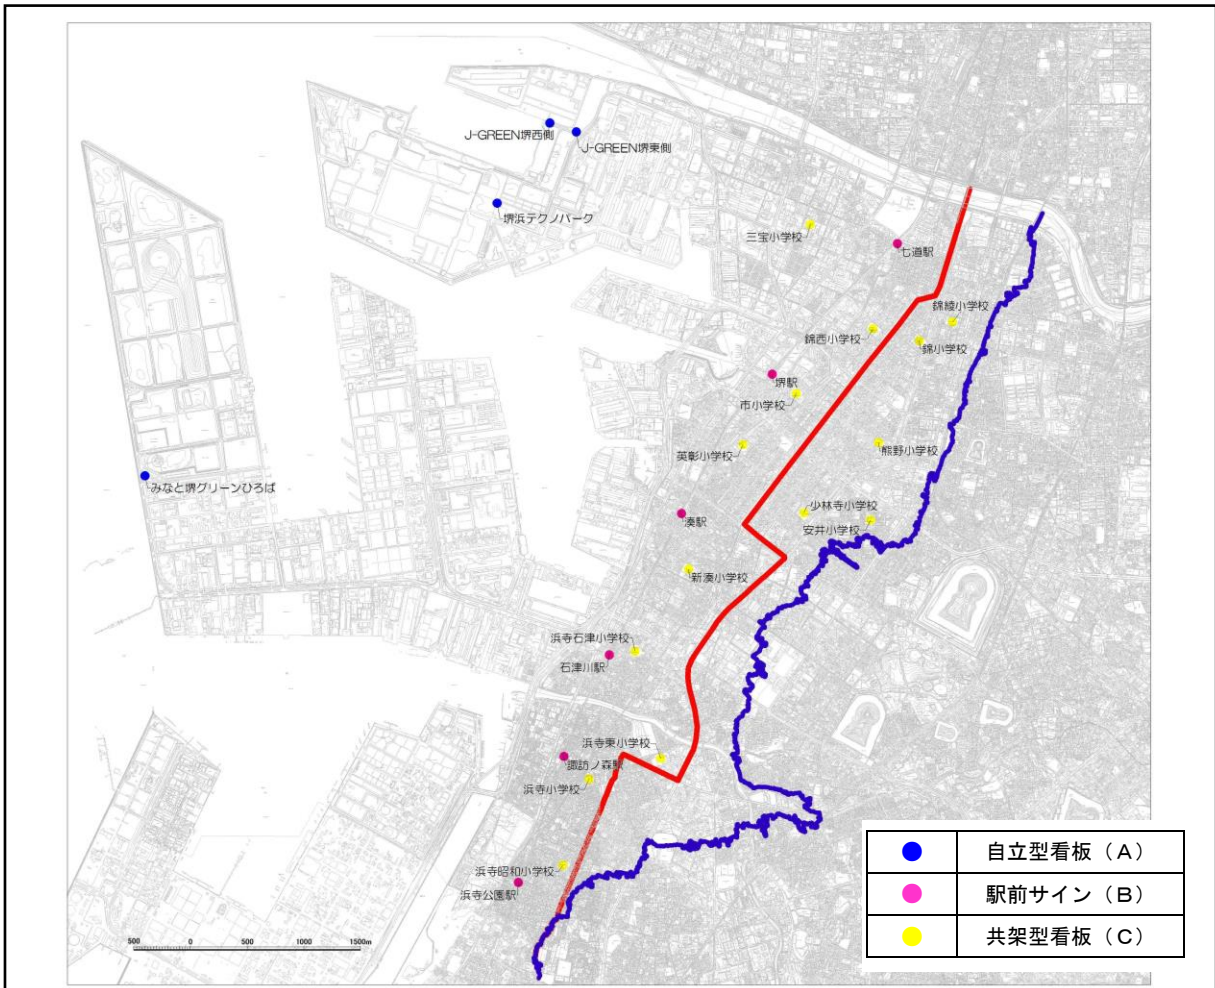 J-GREEN堺西側
J-GREEN堺東側
堺浜テクノパーク
三宝小学校
七道駅
錦綾小学校
錦西小学校
錦小学校
堺駅
市小学校
英彰小学校
熊野小学校
みなと堺グリーンひろば
湊駅
少林寺小学校
安井小学校
新湊小学校
浜寺石津小学校
石津川駅
浜寺東小学校
諏訪ノ森駅
浜寺小学校
浜寺昭和小学校
浜寺公園駅
500 0 500 1000 1500m
自立型看板（A）
駅前サイン（B）
共架型看板（C）